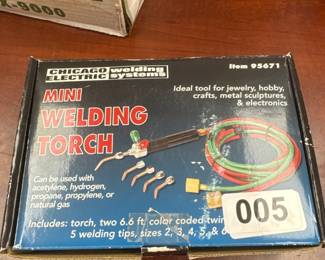 X-9000
CHICAGO ELECTRIC welding systems
Item 95671
MINI
WELDING
TORCH
Ideal tool for jewelry, hobby,
crafts, metal sculptures,
& electronics
Can be used with
acetylene, hydrogen,
propane, propylene, or
natural gas
005
Includes: torch, two 6.6 ft. color coded twin
5 welding tips, sizes 2, 3, 4, 5, & 6